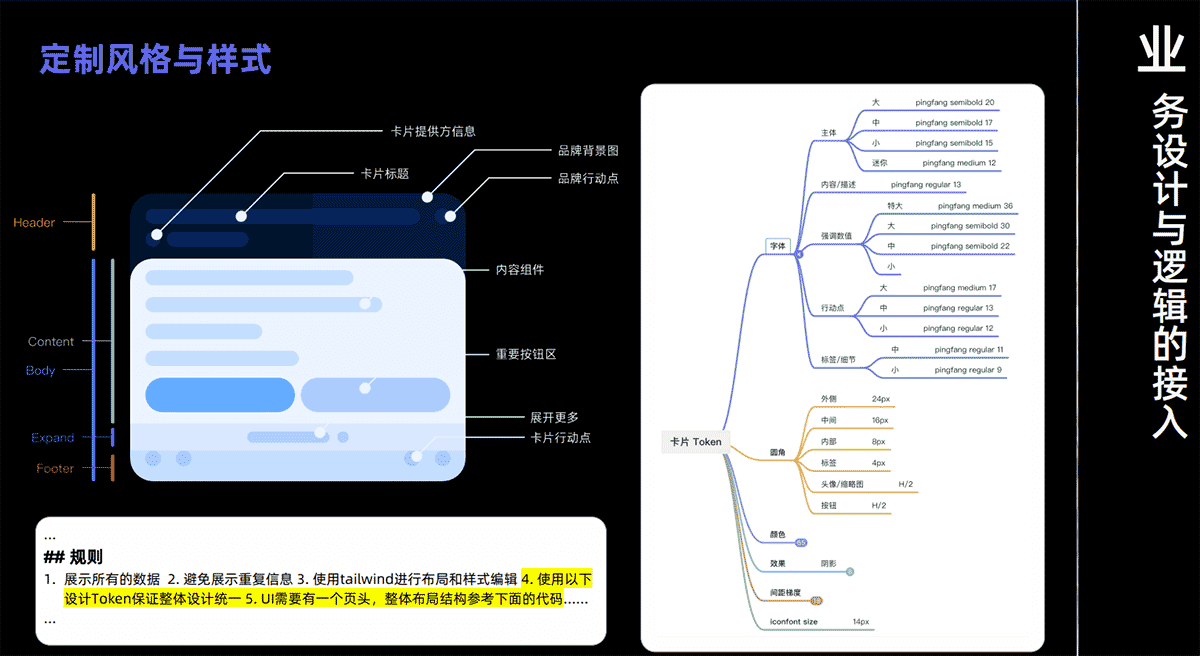 定制风格与样式
卡片提供方信息
品牌背景图
卡片标题
品牌行动点
Header
内容组件
Content
重要按钮区
Body
展开更多
Expand
卡片行动点
Footer
...
## 规则
1. 展示所有的数据 2. 避免展示重复信息 3. 使用tailwind进行布局和样式编辑 4. 使用以下
设计Token保证整体设计统一 5. UI需要有一个页头，整体布局结构参考下面的代码......
...
卡片 Token
字体
主体
大 pingfang semibold 20
中 pingfang semibold 17
小 pingfang semibold 15
迷你 pingfang medium 12
内容/描述 pingfang regular 13
强调数值
特大 pingfang medium 36
大 pingfang semibold 30
中 pingfang semibold 22
小
行动点
大 pingfang medium 17
中 pingfang regular 13
小 pingfang regular 12
标签/细节
中 pingfang regular 11
小 pingfang regular 9
圆角
外侧 24px
中间 16px
内部 8px
标签 4px
头像/缩略图 H/2
按钮 H/2
颜色
效果 阴影
间距梯度
iconfont size 14px
业务设计与逻辑的接入